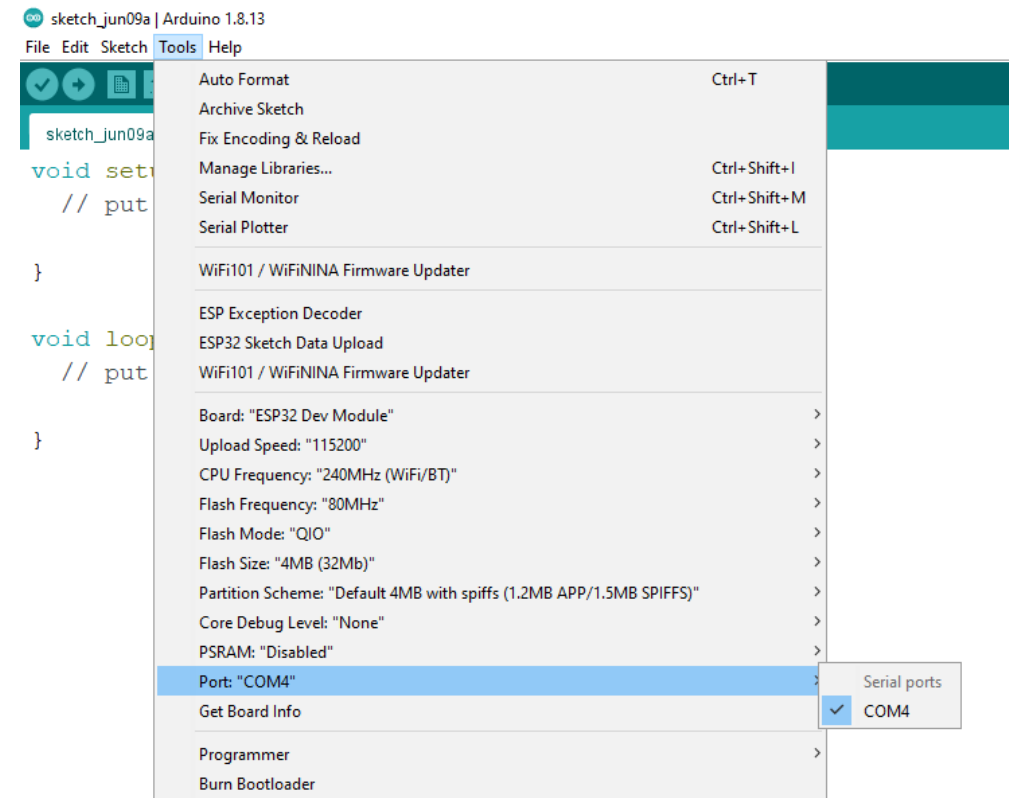 sketch_jun09a | Arduino 1.8.13
File Edit Sketch Tools Help
sketch_jun09a
void setu
// put
}
void loop
// put
}
Auto Format Ctrl+T
Archive Sketch
Fix Encoding & Reload
Manage Libraries... Ctrl+Shift+I
Serial Monitor Ctrl+Shift+M
Serial Plotter Ctrl+Shift+L
WiFi101 / WiFiNINA Firmware Updater
ESP Exception Decoder
ESP32 Sketch Data Upload
WiFi101 / WiFiNINA Firmware Updater
Board: "ESP32 Dev Module"
Upload Speed: "115200"
CPU Frequency: "240MHz (WiFi/BT)"
Flash Frequency: "80MHz"
Flash Mode: "QIO"
Flash Size: "4MB (32Mb)"
Partition Scheme: "Default 4MB with spiffs (1.2MB APP/1.5MB SPIFFS)"
Core Debug Level: "None"
PSRAM: "Disabled"
Port: "COM4"
Get Board Info
Programmer
Burn Bootloader
Serial ports
COM4